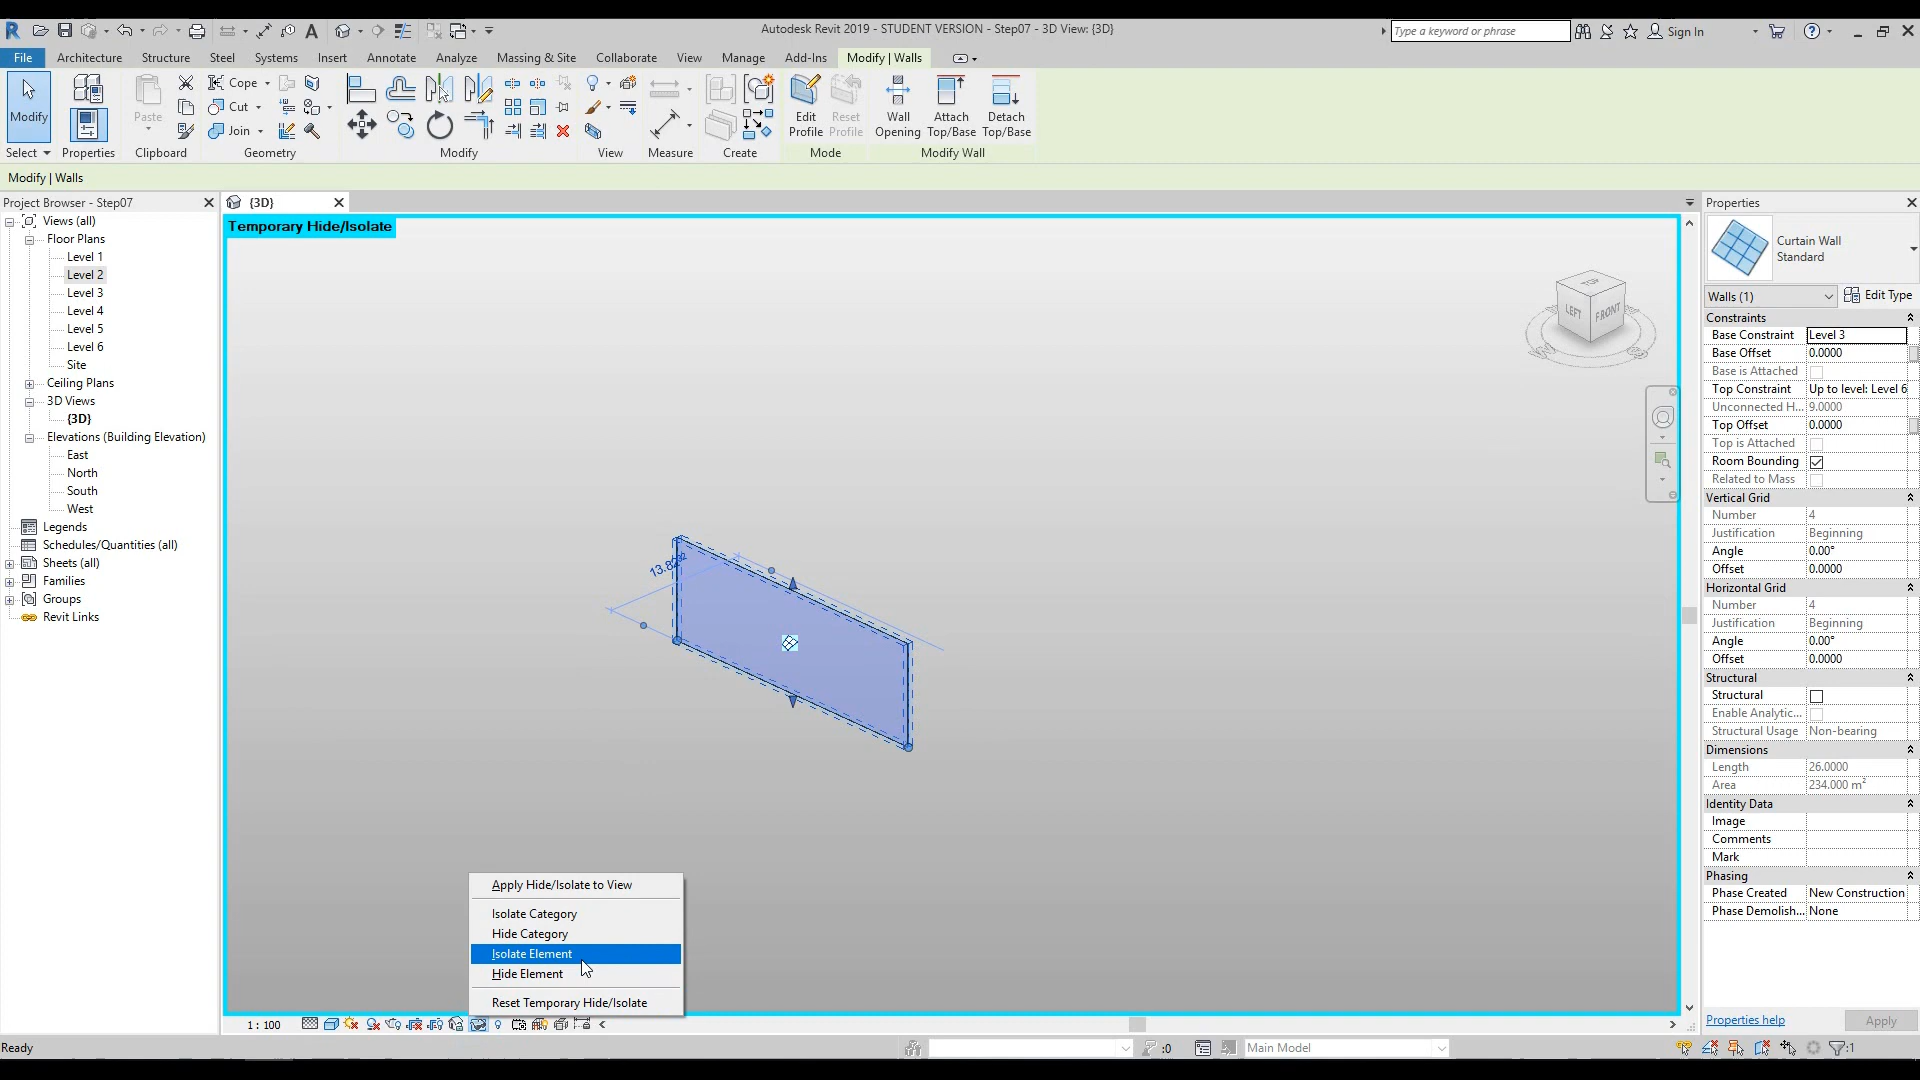 Autodesk Revit 2019 - STUDENT VERSION - Step07 - 3D View: {3D}
Type a keyword or phrase
Sign In
File
Architecture
Structure
Steel
Systems
Insert
Annotate
Analyze
Massing & Site
Collaborate
View
Manage
Add-Ins
Modify | Walls
Modify
Paste
Cope
Cut
Join
Edit
Profile
Reset
Profile
Wall
Opening
Attach
Top/Base
Detach
Top/Base
Select
Properties
Clipboard
Geometry
Modify
View
Measure
Create
Mode
Modify Wall
Modify | Walls
Project Browser - Step07
Views (all)
Floor Plans
Level 1
Level 2
Level 3
Level 4
Level 5
Level 6
Site
Ceiling Plans
3D Views
{3D}
Elevations (Building Elevation)
East
North
South
West
Legends
Schedules/Quantities (all)
Sheets (all)
Families
Groups
Revit Links
{3D}
Temporary Hide/Isolate
TOP
LEFT
FRONT
Apply Hide/Isolate to View
Isolate Category
Hide Category
Isolate Element
Hide Element
Reset Temporary Hide/Isolate
1 : 100
Properties
Curtain Wall
Standard
Walls (1)
Edit Type
Constraints
Base Constraint Level 3
Base Offset 0.0000
Base is Attached
Top Constraint Up to level: Level 6
Unconnected H... 9.0000
Top Offset 0.0000
Top is Attached
Room Bounding
Related to Mass
Vertical Grid
Number 4
Justification Beginning
Angle 0.00°
Offset 0.0000
Horizontal Grid
Number 4
Justification Beginning
Angle 0.00°
Offset 0.0000
Structural
Structural
Enable Analytic...
Structural Usage Non-bearing
Dimensions
Length 26.0000
Area 234.000 m²
Identity Data
Image
Comments
Mark
Phasing
Phase Created New Construction
Phase Demolish... None
Properties help
Apply
Ready
:0
Main Model
:1